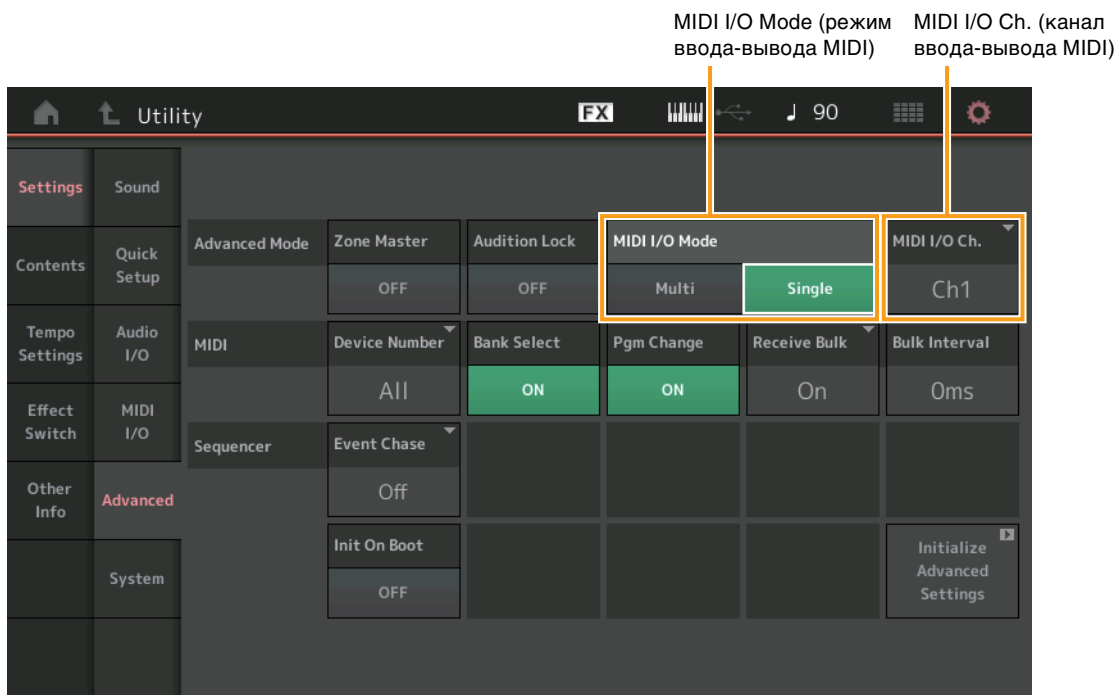 MIDI I/O Mode (режим
ввода-вывода MIDI)
MIDI I/O Ch. (канал
ввода-вывода MIDI)
Utility
FX
90
Settings
Sound
Contents
Quick
Setup
Advanced Mode
Zone Master
OFF
Audition Lock
OFF
MIDI I/O Mode
Multi
Single
MIDI I/O Ch.
Ch1
Tempo
Settings
Audio
I/O
MIDI
Device Number
All
Bank Select
ON
Pgm Change
ON
Receive Bulk
On
Bulk Interval
0ms
Effect
Switch
MIDI
I/O
Sequencer
Event Chase
Off
Other
Info
Advanced
Init On Boot
OFF
Initialize
Advanced
Settings
System